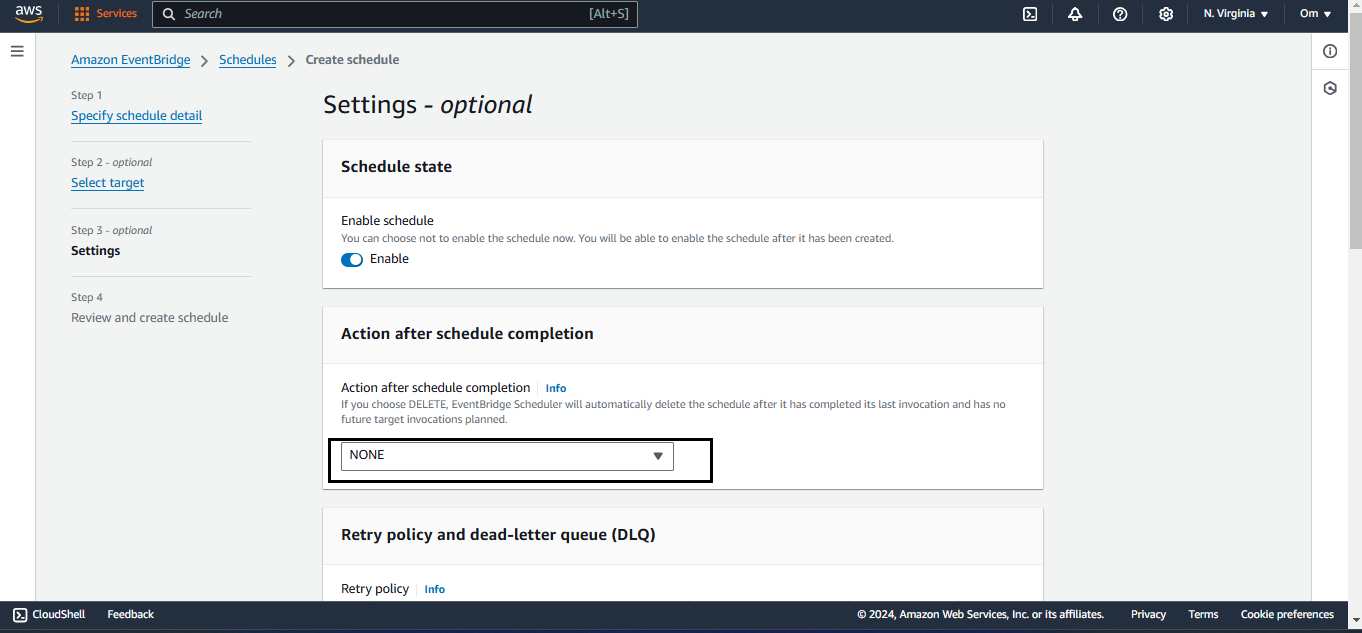 aws
Services
Search
[Alt+S]
N. Virginia
Om
Amazon EventBridge
Schedules
Create schedule
Step 1
Specify schedule detail
Step 2 - optional
Select target
Step 3 - optional
Settings
Step 4
Review and create schedule
Settings - optional
Schedule state
Enable schedule
You can choose not to enable the schedule now. You will be able to enable the schedule after it has been created.
Enable
Action after schedule completion
Action after schedule completion
Info
If you choose DELETE, EventBridge Scheduler will automatically delete the schedule after it has completed its last invocation and has no
future target invocations planned.
NONE
Retry policy and dead-letter queue (DLQ)
Retry policy
Info
CloudShell
Feedback
© 2024, Amazon Web Services, Inc. or its affiliates.
Privacy
Terms
Cookie preferences